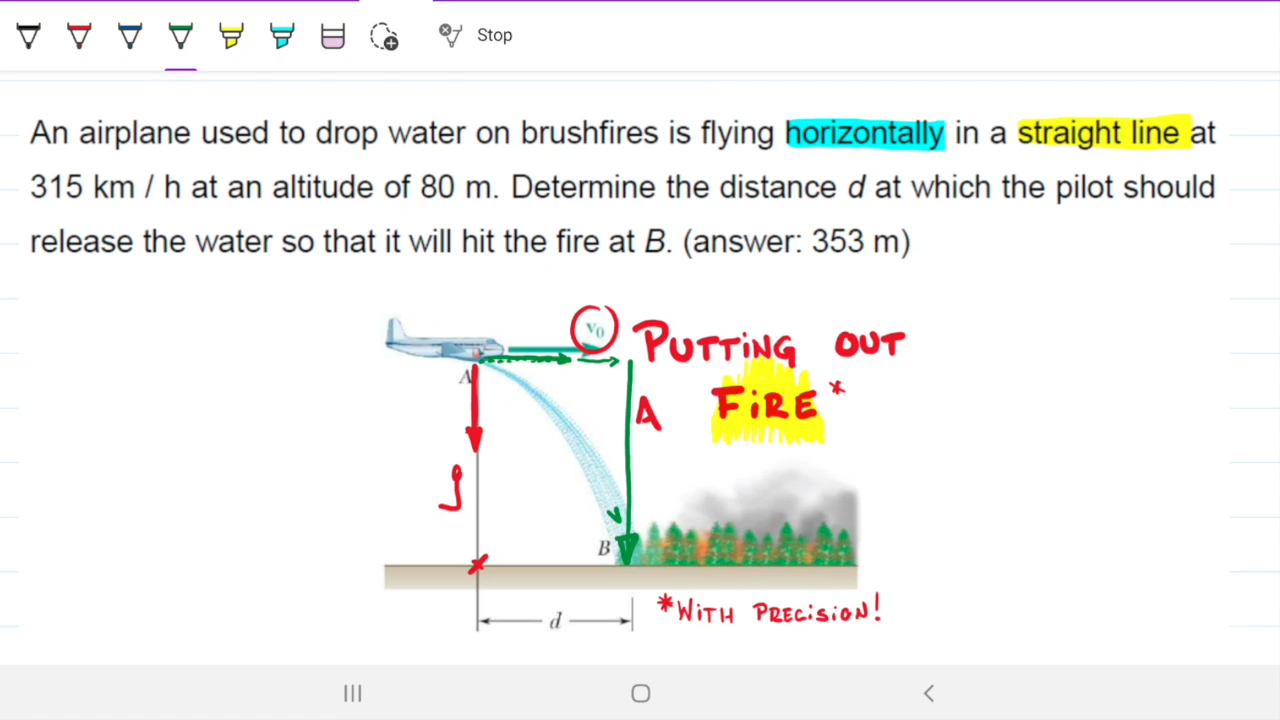 Stop
An airplane used to drop water on brushfires is flying horizontally in a straight line at
315 km / h at an altitude of 80 m. Determine the distance d at which the pilot should
release the water so that it will hit the fire at B. (answer: 353 m)
v0
PUTTING OUT
A
A
FIRE*
g
B
d
*WITH PRECISION!